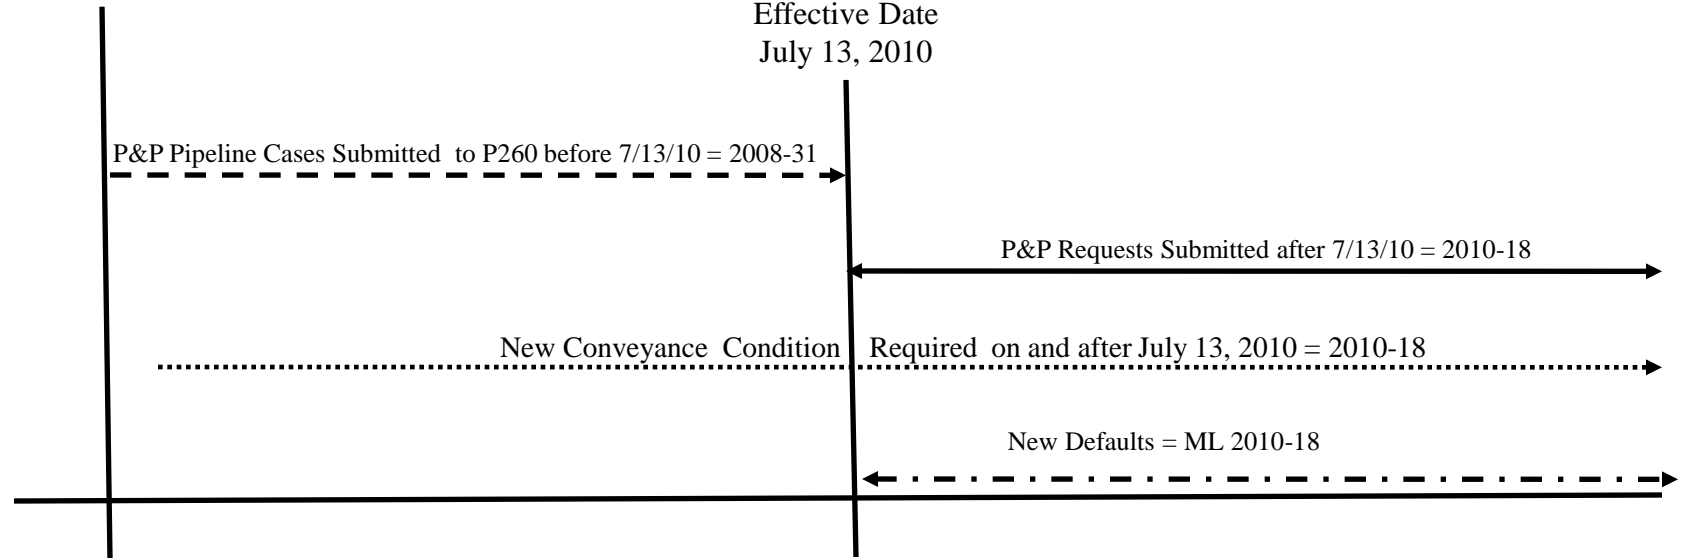 Effective Date
July 13, 2010
P&P Pipeline Cases Submitted to P260 before 7/13/10 = 2008-31
P&P Requests Submitted after 7/13/10 = 2010-18
New Conveyance Condition Required on and after July 13, 2010 = 2010-18
New Defaults = ML 2010-18